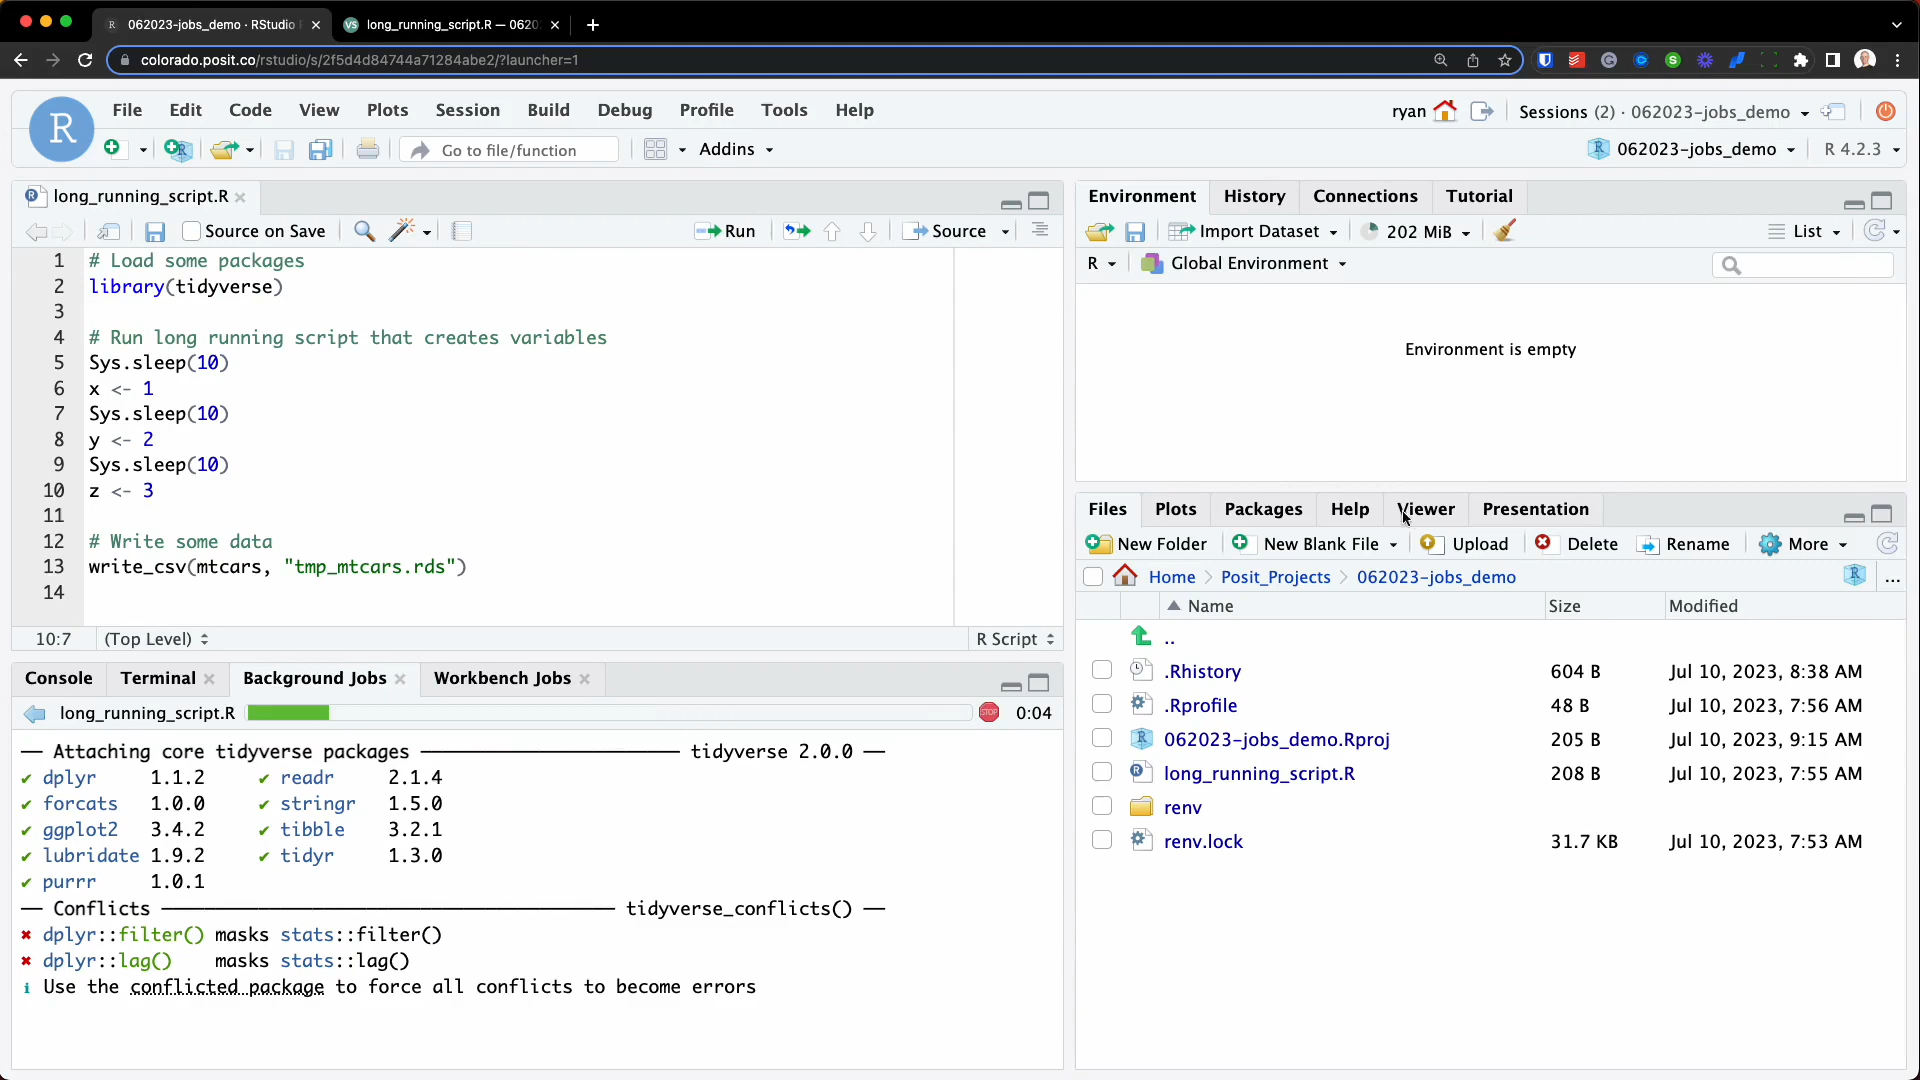 062023-jobs_demo · RStudio
long_running_script.R — 0620
colorado.posit.co/rstudio/s/2f5d4d84744a71284abe2/?launcher=1
R
File Edit Code View Plots Session Build Debug Profile Tools Help
ryan Sessions (2) · 062023-jobs_demo
Go to file/function Addins 062023-jobs_demo R 4.2.3
long_running_script.R
Source on Save Run Source
1 # Load some packages
2 library(tidyverse)
3
4 # Run long running script that creates variables
5 Sys.sleep(10)
6 x <- 1
7 Sys.sleep(10)
8 y <- 2
9 Sys.sleep(10)
10 z <- 3
11
12 # Write some data
13 write_csv(mtcars, "tmp_mtcars.rds")
14
10:7 (Top Level) R Script
Console Terminal Background Jobs Workbench Jobs
long_running_script.R STOP 0:04
── Attaching core tidyverse packages ──────────────────────── tidyverse 2.0.0 ──
✔ dplyr 1.1.2 ✔ readr 2.1.4
✔ forcats 1.0.0 ✔ stringr 1.5.0
✔ ggplot2 3.4.2 ✔ tibble 3.2.1
✔ lubridate 1.9.2 ✔ tidyr 1.3.0
✔ purrr 1.0.1
── Conflicts ────────────────────────────────────────── tidyverse_conflicts() ──
✖ dplyr::filter() masks stats::filter()
✖ dplyr::lag() masks stats::lag()
ℹ Use the conflicted package to force all conflicts to become errors
Environment History Connections Tutorial
Import Dataset 202 MiB List
R Global Environment
Environment is empty
Files Plots Packages Help Viewer Presentation
New Folder New Blank File Upload Delete Rename More
Home Posit_Projects 062023-jobs_demo R ...
Name Size Modified
..
.Rhistory 604 B Jul 10, 2023, 8:38 AM
.Rprofile 48 B Jul 10, 2023, 7:56 AM
062023-jobs_demo.Rproj 205 B Jul 10, 2023, 9:15 AM
long_running_script.R 208 B Jul 10, 2023, 7:55 AM
renv
renv.lock 31.7 KB Jul 10, 2023, 7:53 AM